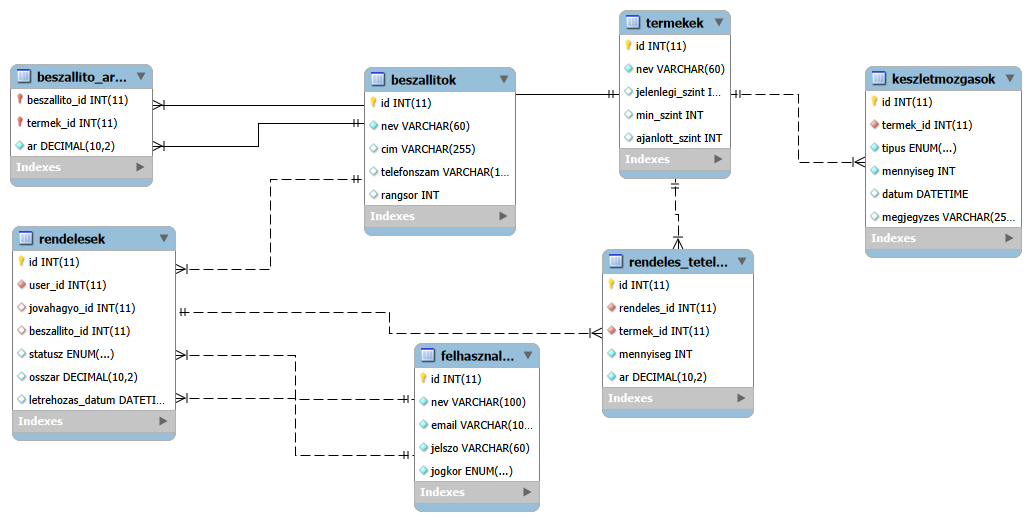 beszallito_ar...
beszallito_id INT(11)
termek_id INT(11)
ar DECIMAL(10,2)
Indexes
beszallitok
id INT(11)
nev VARCHAR(60)
cim VARCHAR(255)
telefonszam VARCHAR(1...
rangsor INT
Indexes
termekek
id INT(11)
nev VARCHAR(60)
jelenlegi_szint I...
min_szint INT
ajanlott_szint INT
Indexes
keszletmozgasok
id INT(11)
termek_id INT(11)
tipus ENUM(...)
mennyiseg INT
datum DATETIME
megjegyzes VARCHAR(25...
Indexes
rendelesek
id INT(11)
user_id INT(11)
jovahagyo_id INT(11)
beszallito_id INT(11)
statusz ENUM(...)
osszar DECIMAL(10,2)
letrehozas_datum DATETI...
Indexes
felhasznal...
id INT(11)
nev VARCHAR(100)
email VARCHAR(10...
jelszo VARCHAR(60)
jogkor ENUM(...)
Indexes
rendeles_tetel...
id INT(11)
rendeles_id INT(11)
termek_id INT(11)
mennyiseg INT
ar DECIMAL(10,2)
Indexes